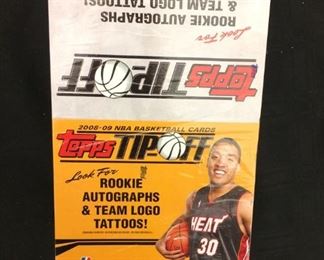 Look For
ROOKIE AUTOGRAPHS
& TEAM LOGO
TATTOOS!
TOPPS TIP-OFF
2008-09 NBA BASKETBALL CARDS
TOPPS TIP-OFF
Look For
ROOKIE
AUTOGRAPHS
& TEAM LOGO
TATTOOS!
HEAT
30